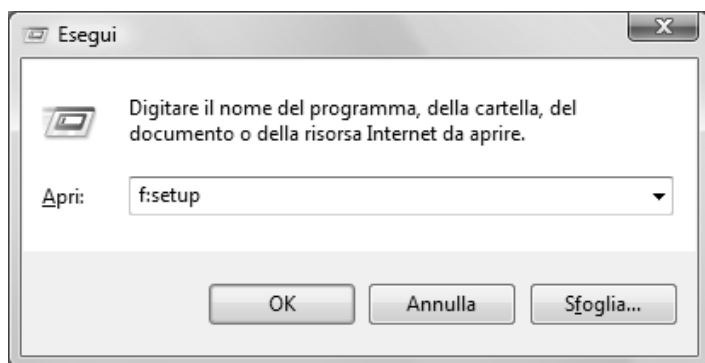 Esegui
Digitare il nome del programma, della cartella, del
documento o della risorsa Internet da aprire.
Apri: f:setup
OK Annulla Sfoglia...